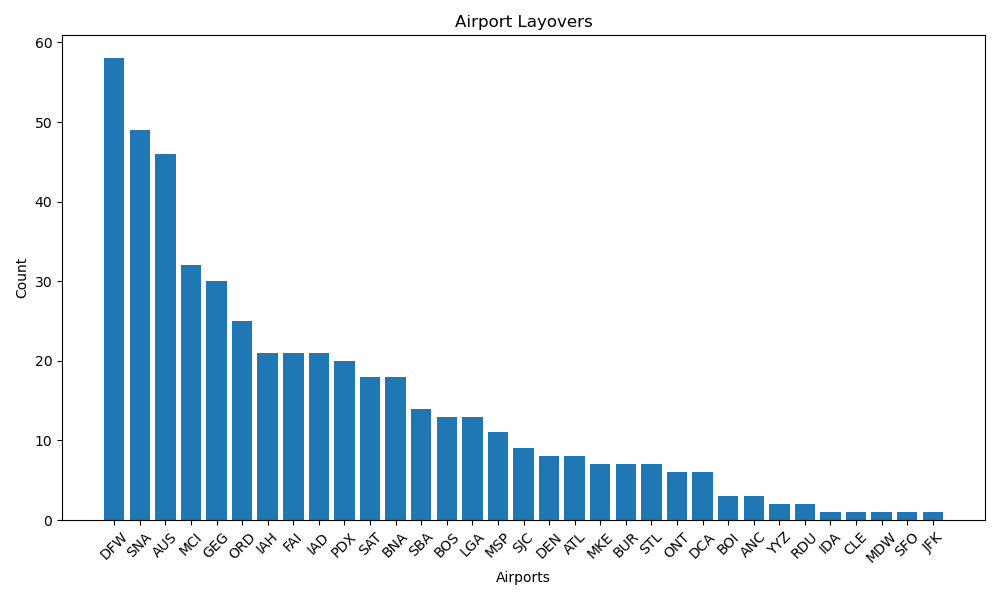 Airport Layovers
60
50
40
30
20
10
0
Count
DFW SNA AUS MCI GEG ORD IAH FAI IAD PDX SAT BNA SBA BOS LGA MSP SJC DEN ATL MKE BUR STL ONT DCA BOI ANC YYZ RDU IDA CLE MDW SFO JFK
Airports